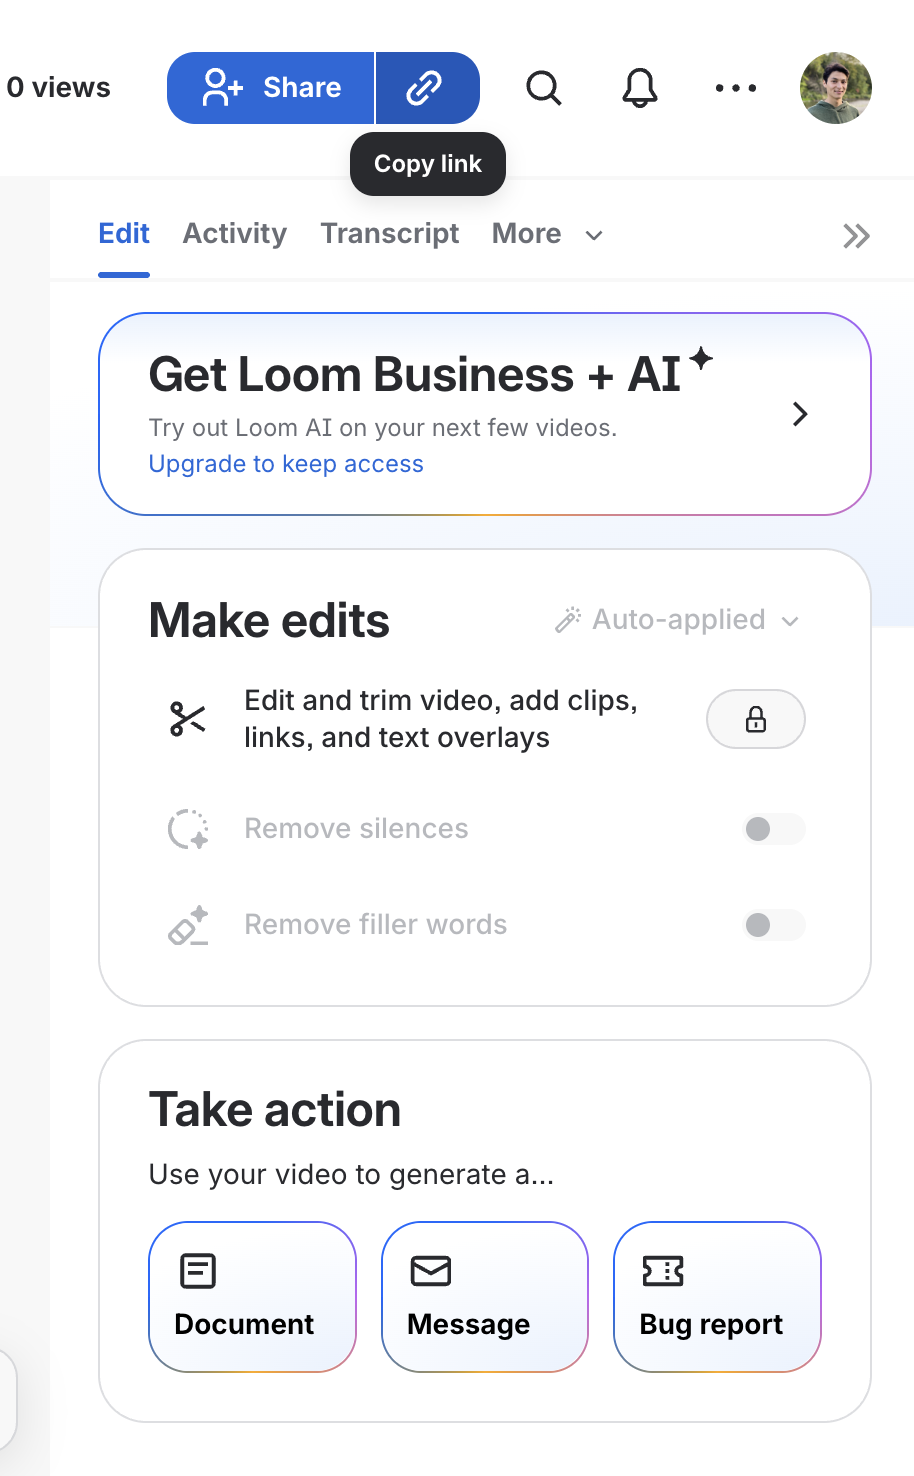 0 views
Share
Copy link
Edit Activity Transcript More
Get Loom Business + AI
Try out Loom AI on your next few videos.
Upgrade to keep access
Make edits
Auto-applied
Edit and trim video, add clips,
links, and text overlays
Remove silences
Remove filler words
Take action
Use your video to generate a...
Document
Message
Bug report